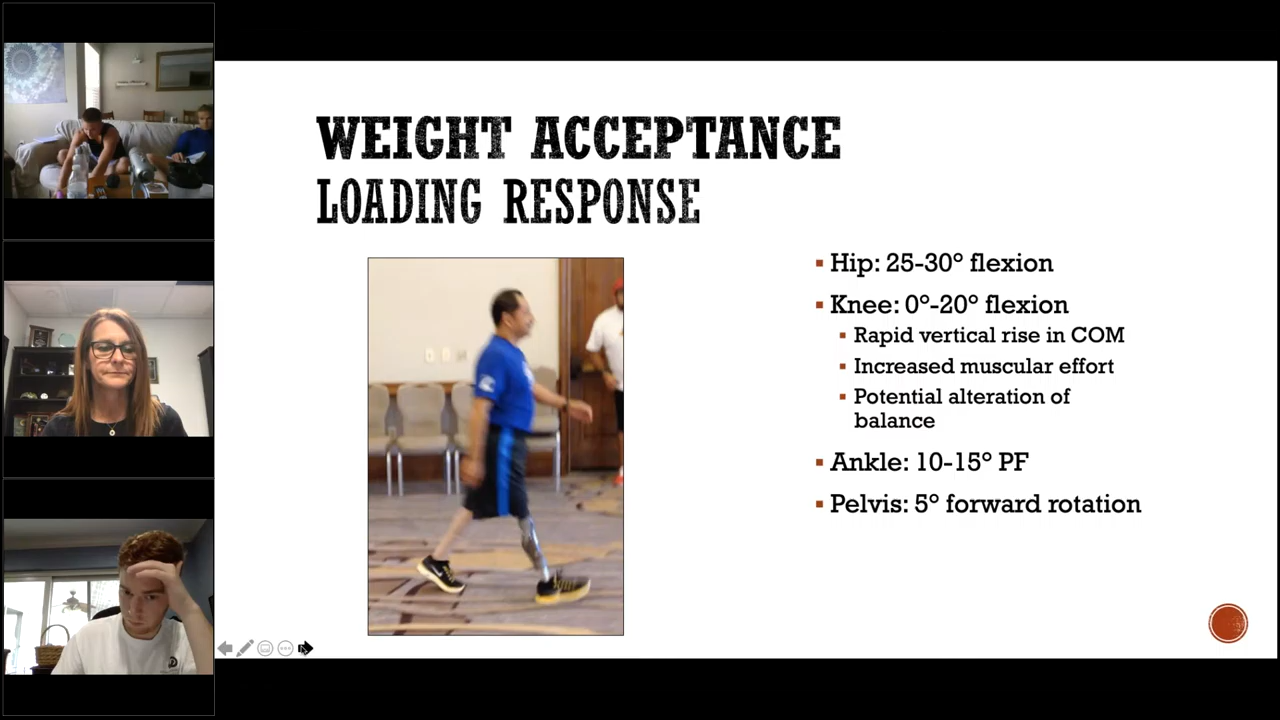 WEIGHT ACCEPTANCE
LOADING RESPONSE
▪ Hip: 25-30° flexion
▪ Knee: 0°-20° flexion
▪ Rapid vertical rise in COM
▪ Increased muscular effort
▪ Potential alteration of
balance
▪ Ankle: 10-15° PF
▪ Pelvis: 5° forward rotation